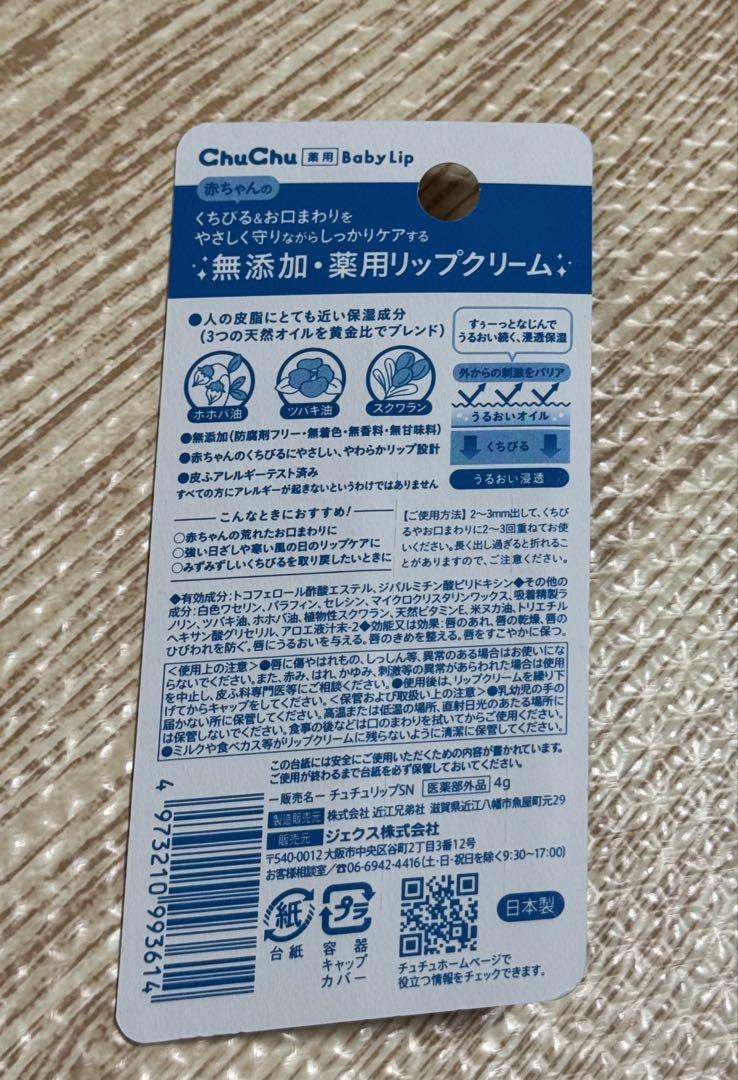 ChuChu 薬用 Baby Lip
赤ちゃんの
くちびる&お口まわりを
やさしく守りながらしっかりケアする
無添加・薬用リップクリーム
●人の皮脂にとても近い保湿成分
(3つの天然オイルを黄金比でブレンド)
ホホバ油
ツバキ油
スクワラン
●無添加(防腐剤フリー・無着色・無香料・無甘味料)
●赤ちゃんのくちびるにやさしい、やわらかリップ設計
●皮ふアレルギーテスト済み
すべての方にアレルギーが起きないというわけではありません
すぅーっとなじんで
うるおい続く、浸透保湿
外からの刺激をバリア
うるおいオイル
くちびる
うるおい浸透
こんなときにおすすめ!
○赤ちゃんの荒れたお口まわりに
○強い日ざしや寒い風の日のリップケアに
○みずみずしいくちびるを取り戻したいときに
【ご使用方法】2〜3mm出して、くちび
るやお口まわりに2〜3回重ねてお使
いください。長く出し過ぎると折れるこ
とがありますので、ご注意ください。
◆有効成分:トコフェロール酢酸エステル、ジパルミチン酸ピリドキシン◆その他の
成分:白色ワセリン、パラフィン、セレシン、マイクロクリスタリンワックス、吸着精製ラ
ノリン、ツバキ油、ホホバ油、植物性スクワラン、天然ビタミンE、米ヌカ油、トリエチル
ヘキサン酸グリセリル、アロエ液汁末-2◆効能又は効果:唇のあれ、唇の乾燥、唇の
ひびわれを防ぐ。唇にうるおいを与える。唇のきめを整える。唇をすこやかに保つ。
<使用上の注意>●唇に傷やはれもの、しっしん等、異常のある場合はお使いにな
らないでください。また、赤み、はれ、かゆみ、刺激等の異常があらわれた場合は使用
を中止し、皮ふ科専門医等にご相談ください。●使用後は、リップクリームを繰り下
げてからキャップをしてください。<保管および取扱い上の注意>●乳幼児の手の
届かない所に保管してください。高温または低温の場所、直射日光のあたる場所に
は保管しないでください。食事の後などは口のまわりを拭いてからご使用ください。
●ミルクや食べカス等がリップクリームに残らないように清潔に保管してください。
この台紙には安全にご使用いただくための内容が書かれています。
ご使用が終わるまで台紙を必ず保管しておいてください。
ー販売名ー チュチュリップSN 医薬部外品 4g
製造販売元 株式会社 近江兄弟社 滋賀県近江八幡市魚屋町元29
販売元 ジェクス株式会社
〒540-0012 大阪市中央区谷町2丁目3番12号
お客様相談室/☎06-6942-4416(土・日・祝日を除く9:30~17:00)
4 973210 993614
紙
台紙
プラ
容器
キャップ
カバー
チュチュホームページで
役立つ情報をチェックできます。
日本製